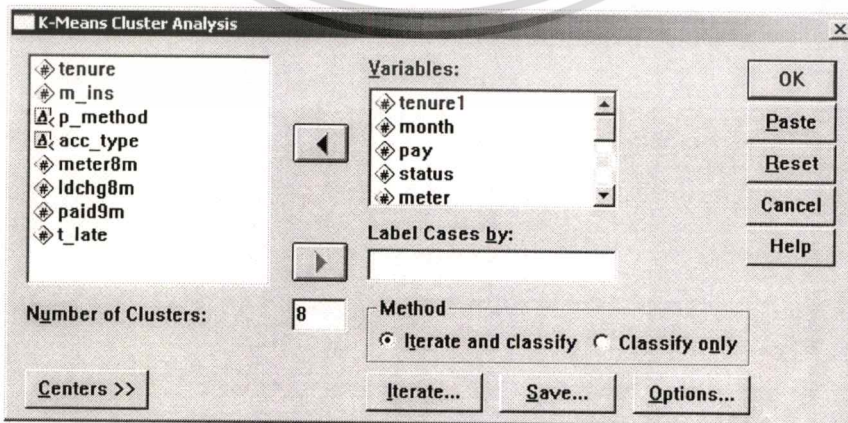 K-Means Cluster Analysis
tenure
m_ins
p_method
acc_type
meter8m
ldchg8m
paid9m
t_late
Variables:
tenure1
month
pay
status
meter
Label Cases by:
Number of Clusters:
8
Method
Iterate and classify
Classify only
Centers >>
Iterate...
Save...
Options...
OK
Paste
Reset
Cancel
Help